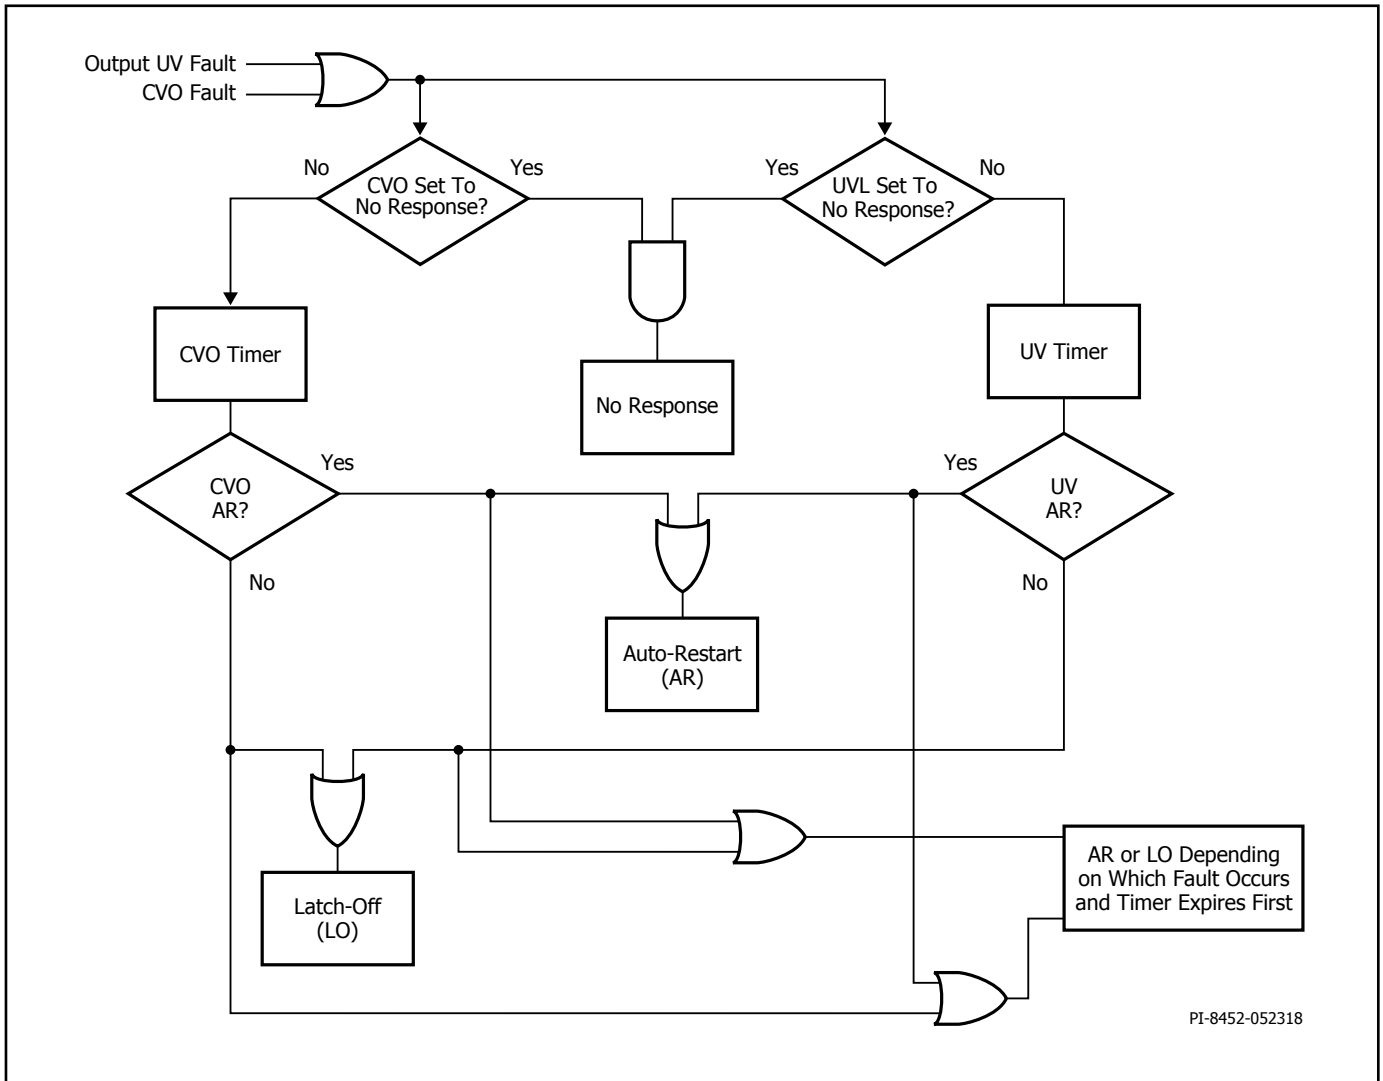 Output UV Fault
CVO Fault
No
Yes
Yes
No
CVO Set To
No Response?
UVL Set To
No Response?
CVO Timer
UV Timer
No Response
Yes
Yes
CVO
AR?
UV
AR?
No
No
Auto-Restart
(AR)
AR or LO Depending
on Which Fault Occurs
and Timer Expires First
Latch-Off
(LO)
PI-8452-052318